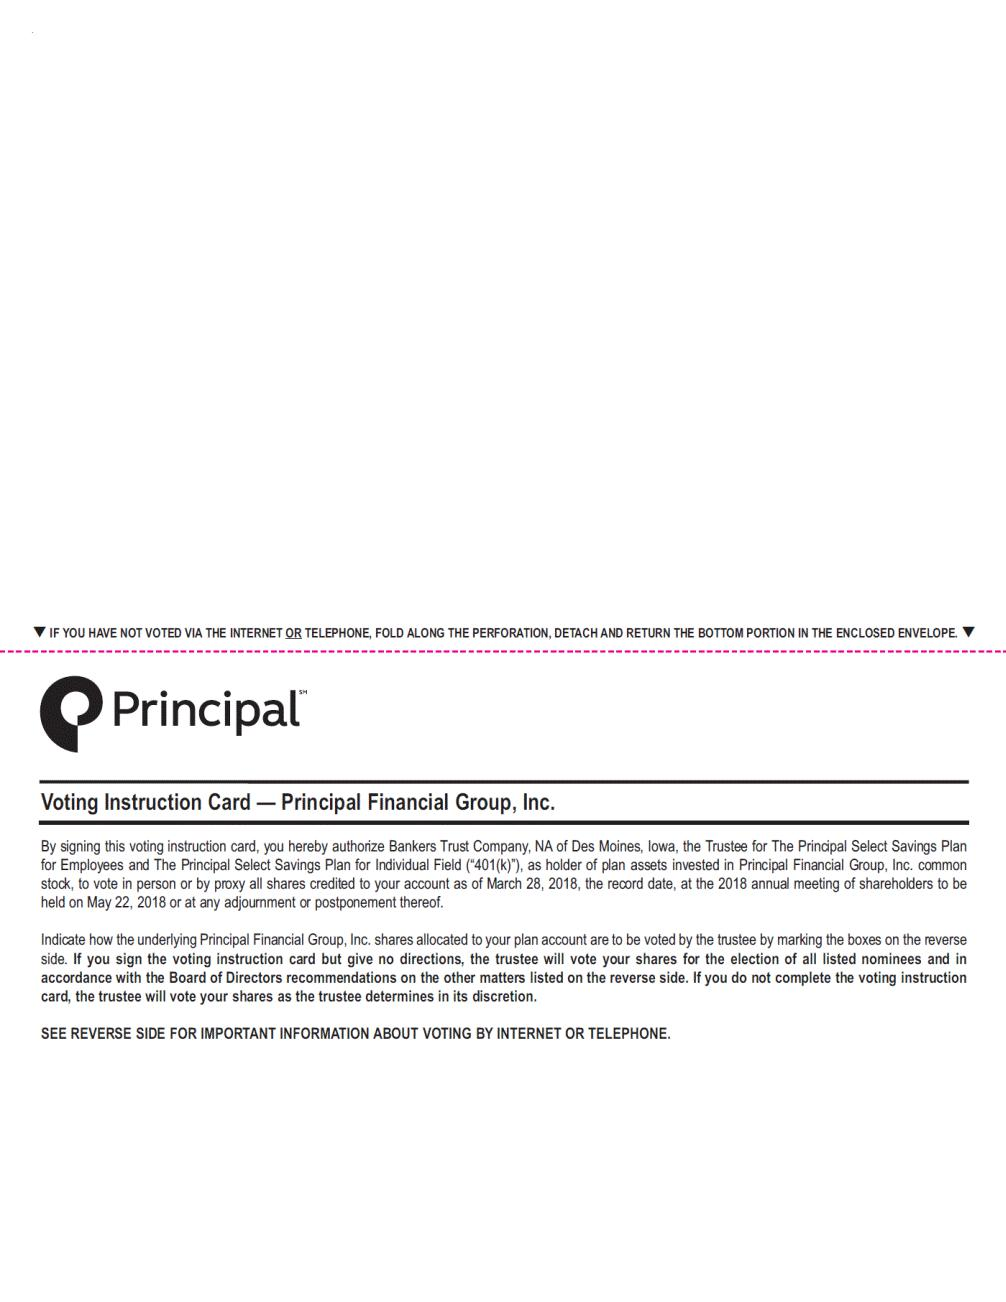 ▼ IF YOU HAVE NOT VOTED VIA THE INTERNET OR TELEPHONE, FOLD ALONG THE PERFORATION, DETACH AND RETURN THE BOTTOM PORTION IN THE ENCLOSED ENVELOPE. ▼
Principal℠
Voting Instruction Card — Principal Financial Group, Inc.
By signing this voting instruction card, you hereby authorize Bankers Trust Company, NA of Des Moines, Iowa, the Trustee for The Principal Select Savings Plan
for Employees and The Principal Select Savings Plan for Individual Field (“401(k)”), as holder of plan assets invested in Principal Financial Group, Inc. common
stock, to vote in person or by proxy all shares credited to your account as of March 28, 2018, the record date, at the 2018 annual meeting of shareholders to be
held on May 22, 2018 or at any adjournment or postponement thereof.
Indicate how the underlying Principal Financial Group, Inc. shares allocated to your plan account are to be voted by the trustee by marking the boxes on the reverse
side. If you sign the voting instruction card but give no directions, the trustee will vote your shares for the election of all listed nominees and in
accordance with the Board of Directors recommendations on the other matters listed on the reverse side. If you do not complete the voting instruction
card, the trustee will vote your shares as the trustee determines in its discretion.
SEE REVERSE SIDE FOR IMPORTANT INFORMATION ABOUT VOTING BY INTERNET OR TELEPHONE.